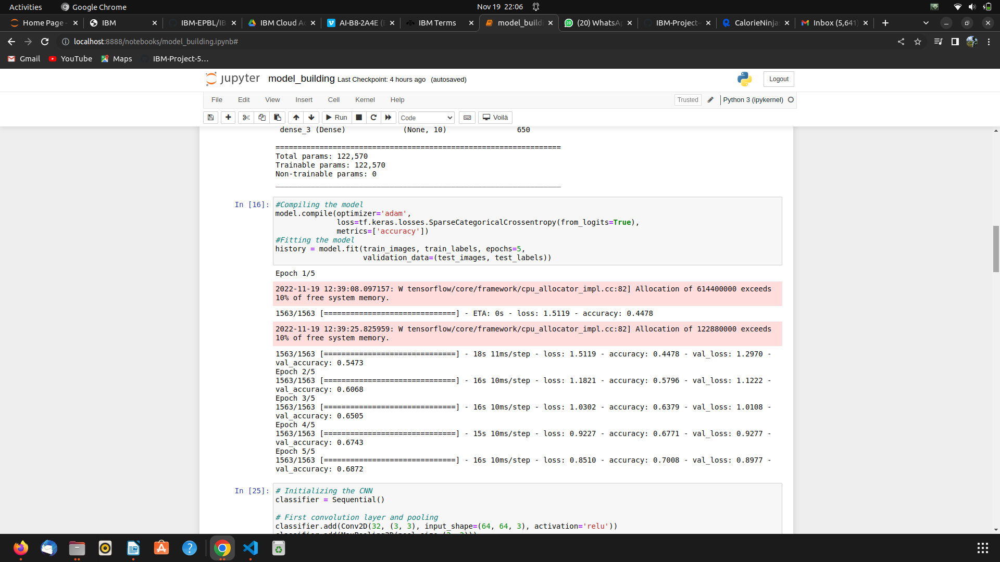 Activities
Google Chrome
Nov 19 22:06
Home Page -
IBM
IBM-EPBL/IB
IBM Cloud Ac
AI-B8-2A4E (
IBM Terms
model_build
(20) WhatsAp
IBM-Project-
CalorieNinja
Inbox (5,641)
localhost:8888/notebooks/model_building.ipynb#
Gmail
YouTube
Maps
IBM-Project-5...
jupyter
model_building Last Checkpoint: 4 hours ago (autosaved)
Logout
File
Edit
View
Insert
Cell
Kernel
Help
Trusted
Python 3 (ipykernel)
Run
Code
Voilà
dense_3 (Dense) (None, 10) 650
=================================================================
Total params: 122,570
Trainable params: 122,570
Non-trainable params: 0
_________________________________________________________________
In [16]:
#Compiling the model
model.compile(optimizer='adam',
loss=tf.keras.losses.SparseCategoricalCrossentropy(from_logits=True),
metrics=['accuracy'])
#Fitting the model
history = model.fit(train_images, train_labels, epochs=5,
validation_data=(test_images, test_labels))
Epoch 1/5
2022-11-19 12:39:08.097157: W tensorflow/core/framework/cpu_allocator_impl.cc:82] Allocation of 614400000 exceeds
10% of free system memory.
1563/1563 [==============================] - ETA: 0s - loss: 1.5119 - accuracy: 0.4478
2022-11-19 12:39:25.825959: W tensorflow/core/framework/cpu_allocator_impl.cc:82] Allocation of 122880000 exceeds
10% of free system memory.
1563/1563 [==============================] - 18s 11ms/step - loss: 1.5119 - accuracy: 0.4478 - val_loss: 1.2970 -
val_accuracy: 0.5473
Epoch 2/5
1563/1563 [==============================] - 16s 10ms/step - loss: 1.1821 - accuracy: 0.5796 - val_loss: 1.1222 -
val_accuracy: 0.6068
Epoch 3/5
1563/1563 [==============================] - 16s 10ms/step - loss: 1.0302 - accuracy: 0.6379 - val_loss: 1.0108 -
val_accuracy: 0.6505
Epoch 4/5
1563/1563 [==============================] - 15s 10ms/step - loss: 0.9227 - accuracy: 0.6771 - val_loss: 0.9277 -
val_accuracy: 0.6743
Epoch 5/5
1563/1563 [==============================] - 16s 10ms/step - loss: 0.8510 - accuracy: 0.7008 - val_loss: 0.8977 -
val_accuracy: 0.6872
In [25]:
# Initializing the CNN
classifier = Sequential()
# First convolution layer and pooling
classifier.add(Conv2D(32, (3, 3), input_shape=(64, 64, 3), activation='relu'))